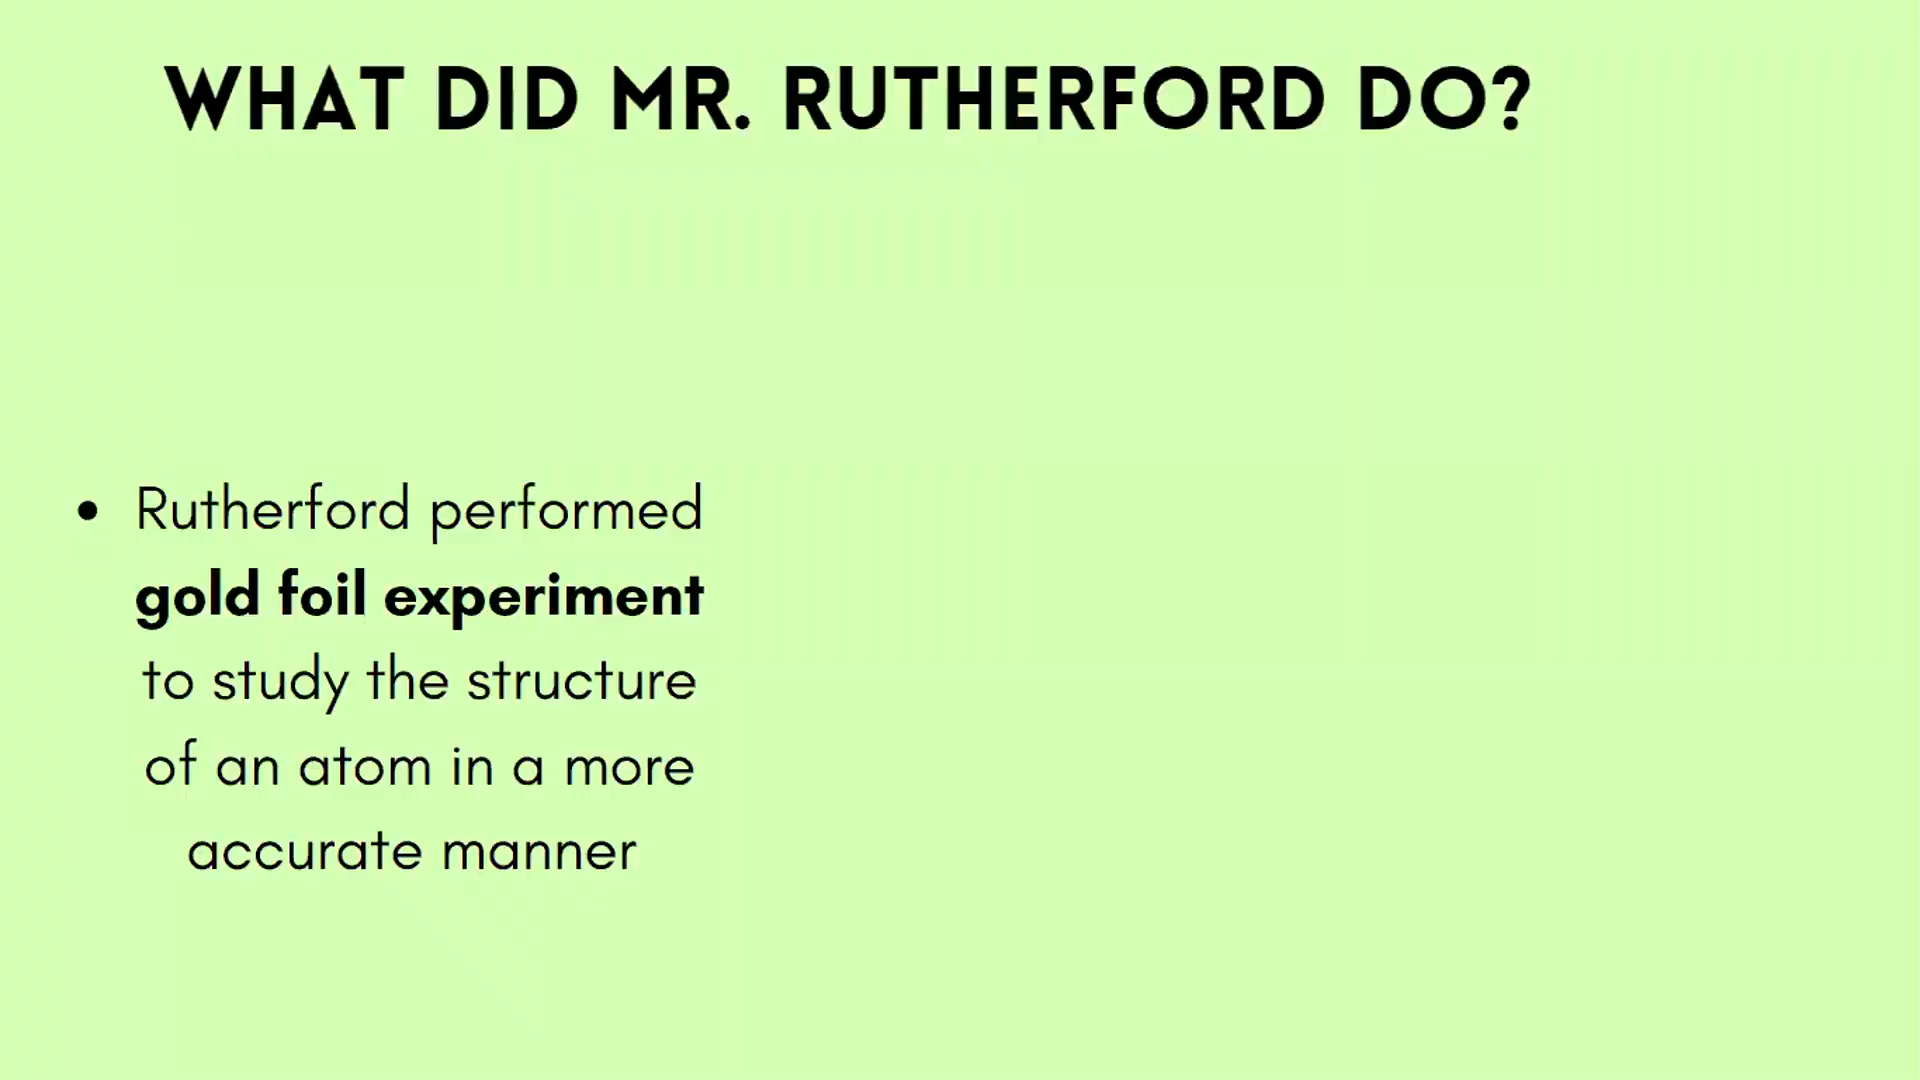 WHAT DID MR. RUTHERFORD DO?
• Rutherford performed
gold foil experiment
to study the structure
of an atom in a more
accurate manner